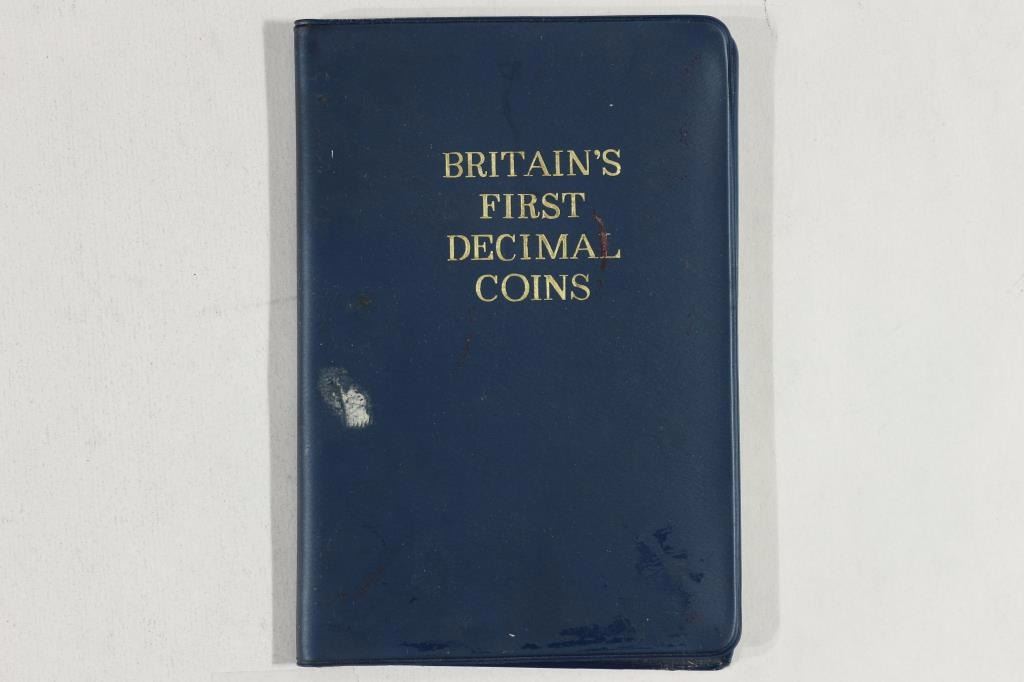 BRITAIN'S
FIRST
DECIMAL
COINS